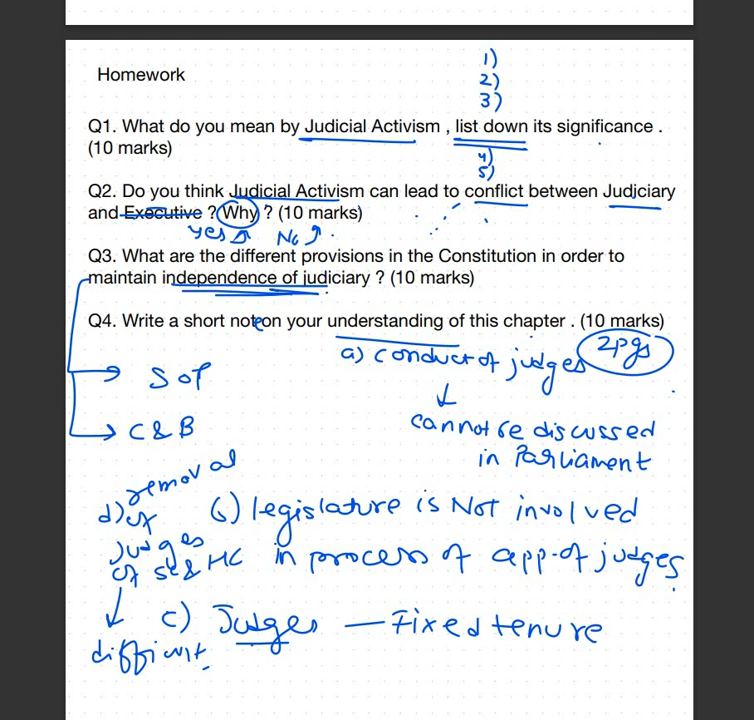 Homework
1)
2)
3)
Q1. What do you mean by Judicial Activism , list down its significance .
(10 marks)
4)
5)
Q2. Do you think Judicial Activism can lead to conflict between Judiciary
and Executive ? Why ? (10 marks)
Yes No
Q3. What are the different provisions in the Constitution in order to
maintain independence of judiciary ? (10 marks)
Q4. Write a short note on your understanding of this chapter . (10 marks)
2pgs
a) conduct of judges
SOP
cannot be discussed
C & B
in Parliament
d) removal
of
Judges
of SC & HC
difficult.
b) legislature is Not involved
in process of app. of judges.
c) Judges — Fixed tenure